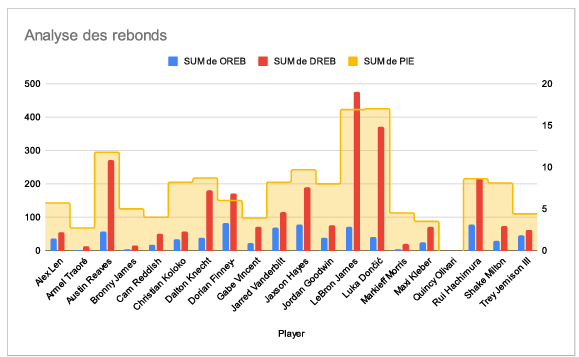 Analyse des rebonds
SUM de OREB SUM de DREB SUM de PIE
500 20
400 15
300 10
200
100 5
0 0
Alex Len
Armel Traoré
Austin Reaves
Bronny James
Cam Reddish
Christian Koloko
Dalton Knecht
Dorian Finney-
Gabe Vincent
Jarred Vanderbilt
Jaxson Hayes
Jordan Goodwin
LeBron James
Luka Dončić
Markieff Morris
Maxi Kleber
Quincy Olivari
Rui Hachimura
Shake Milton
Trey Jemison III
Player